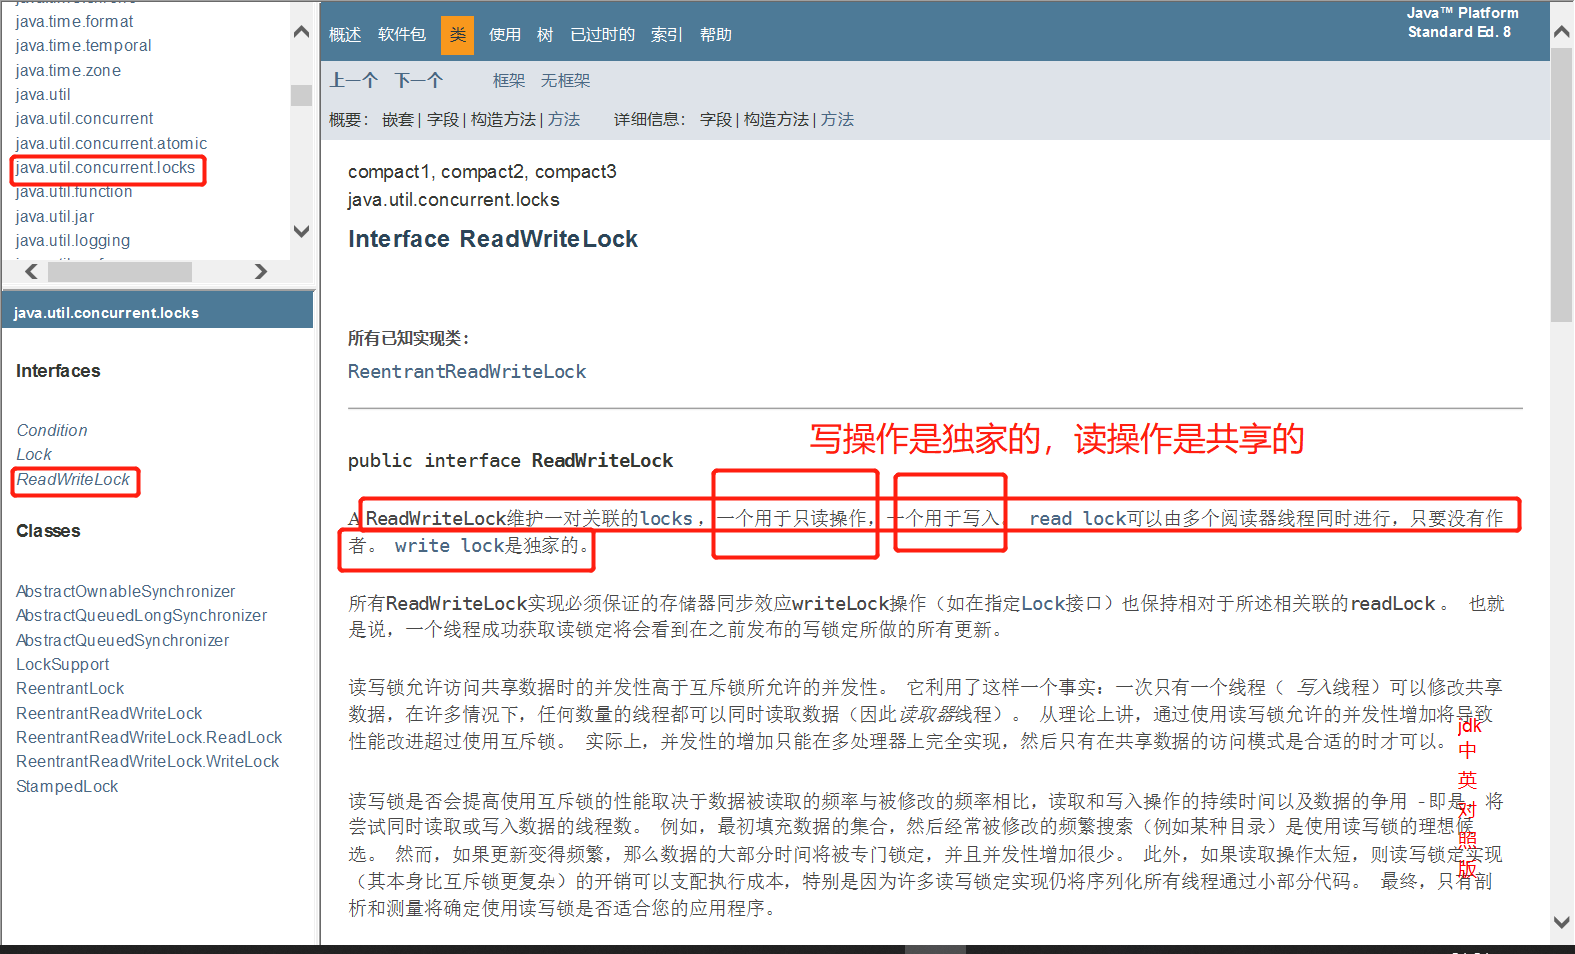 java.time.format
java.time.temporal
java.time.zone
java.util
java.util.concurrent
java.util.concurrent.atomic
java.util.concurrent.locks
java.util.function
java.util.jar
java.util.logging
java.util.concurrent.locks
Interfaces
Condition
Lock
ReadWriteLock
Classes
AbstractOwnableSynchronizer
AbstractQueuedLongSynchronizer
AbstractQueuedSynchronizer
LockSupport
ReentrantLock
ReentrantReadWriteLock
ReentrantReadWriteLock.ReadLock
ReentrantReadWriteLock.WriteLock
StampedLock
概述 软件包 类 使用 树 已过时的 索引 帮助
Java™ Platform
Standard Ed. 8
上一个 下一个 框架 无框架
概要： 嵌套 | 字段 | 构造方法 | 方法 详细信息： 字段 | 构造方法 | 方法
compact1, compact2, compact3
java.util.concurrent.locks
Interface ReadWriteLock
所有已知实现类：
ReentrantReadWriteLock
写操作是独家的，读操作是共享的
public interface ReadWriteLock
A ReadWriteLock维护一对关联的locks ，一个用于只读操作，一个用于写入。 read lock可以由多个阅读器线程同时进行，只要没有作
者。 write lock是独家的。
所有ReadWriteLock实现必须保证的存储器同步效应writeLock操作（如在指定Lock接口）也保持相对于所述相关联的readLock 。 也就
是说，一个线程成功获取读锁定将会看到在之前发布的写锁定所做的所有更新。
读写锁允许访问共享数据时的并发性高于互斥锁所允许的并发性。 它利用了这样一个事实：一次只有一个线程（ 写入线程）可以修改共享
数据，在许多情况下，任何数量的线程都可以同时读取数据（因此读取器线程）。 从理论上讲，通过使用读写锁允许的并发性增加将导致
性能改进超过使用互斥锁。 实际上，并发性的增加只能在多处理器上完全实现，然后只有在共享数据的访问模式是合适的时才可以。
读写锁是否会提高使用互斥锁的性能取决于数据被读取的频率与被修改的频率相比，读取和写入操作的持续时间以及数据的争用 - 即是，将
尝试同时读取或写入数据的线程数。 例如，最初填充数据的集合，然后经常被修改的频繁搜索（例如某种目录）是使用读写锁的理想候
选。 然而，如果更新变得频繁，那么数据的大部分时间将被专门锁定，并且并发性增加很少。 此外，如果读取操作太短，则读写锁定实现
（其本身比互斥锁更复杂）的开销可以支配执行成本，特别是因为许多读写锁定实现仍将序列化所有线程通过小部分代码。 最终，只有剖
析和测量将确定使用读写锁是否适合您的应用程序。
jdk
中
英
对
照
版